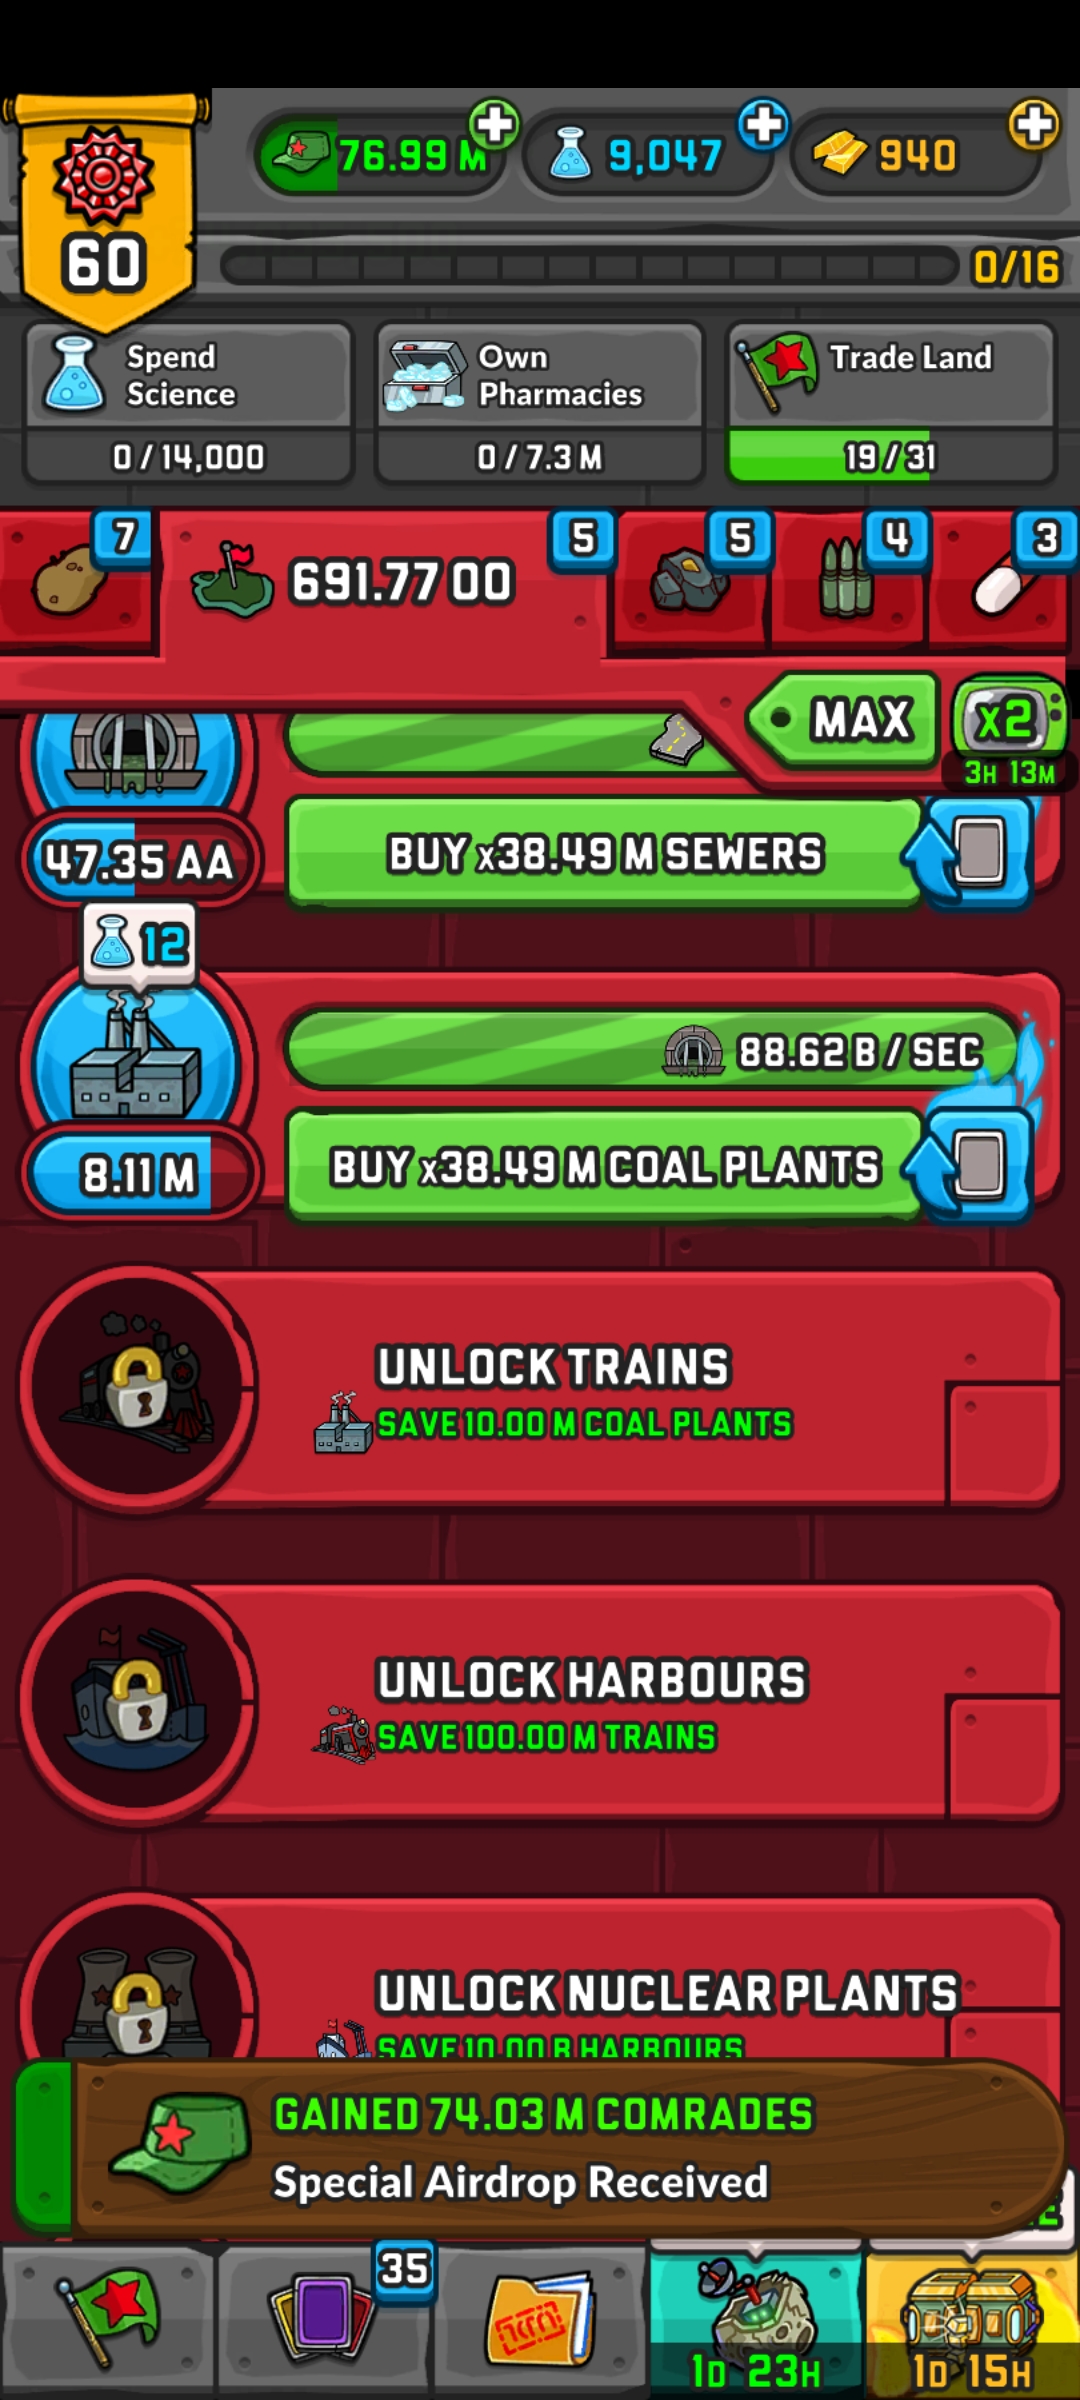 76.99 M
9,047
940
60
0/16
Spend
Science
0 / 14,000
Own
Pharmacies
0 / 7.3 M
Trade Land
19 / 31
7
691.77 OO
5
5
4
3
MAX
x2
3H 13M
47.35 AA
BUY x38.49 M SEWERS
12
88.62 B / SEC
8.11 M
BUY x38.49 M COAL PLANTS
UNLOCK TRAINS
SAVE 10.00 M COAL PLANTS
UNLOCK HARBOURS
SAVE 100.00 M TRAINS
UNLOCK NUCLEAR PLANTS
SAVE 10.00 B HARBOURS
GAINED 74.03 M COMRADES
Special Airdrop Received
35
1D 23H
1D 15H